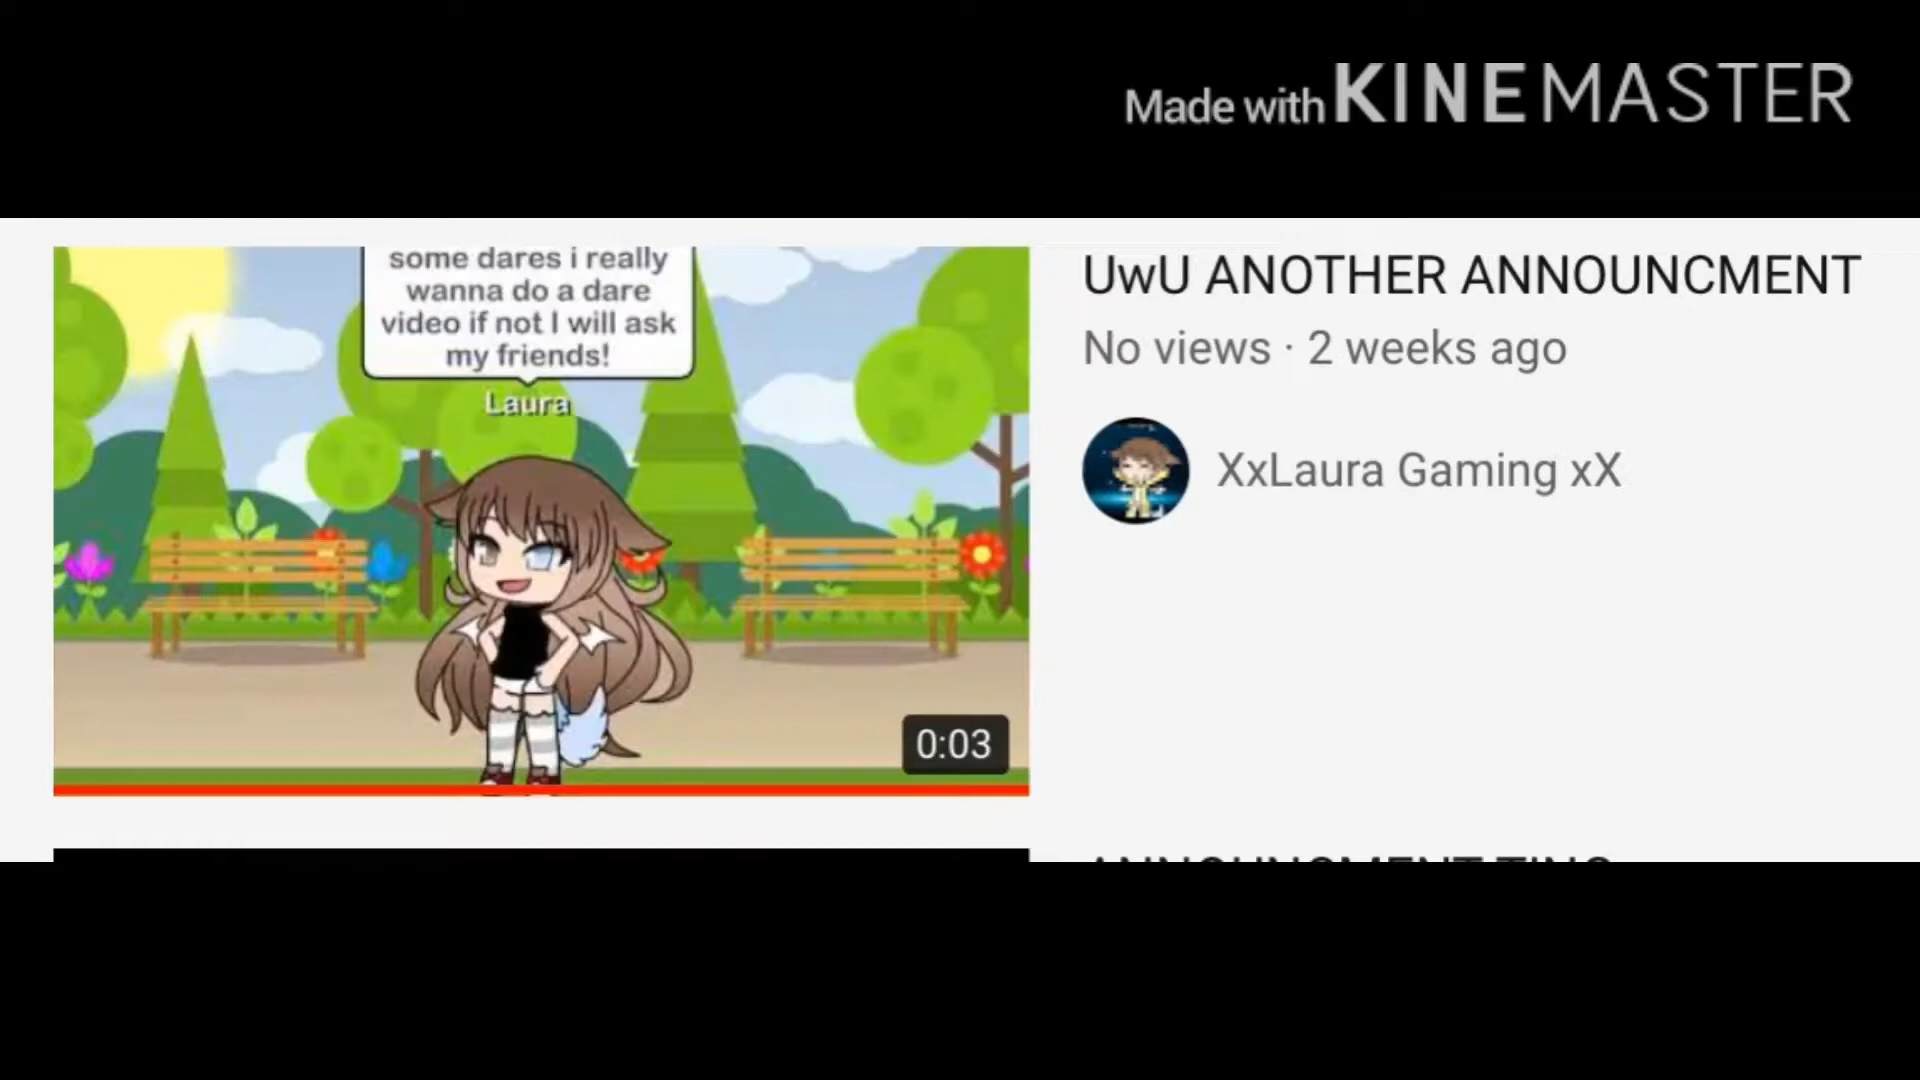 Made with KINEMASTER
some dares i really
wanna do a dare
video if not I will ask
my friends!
Laura
0:03
UwU ANOTHER ANNOUNCMENT
No views · 2 weeks ago
XxLaura Gaming xX